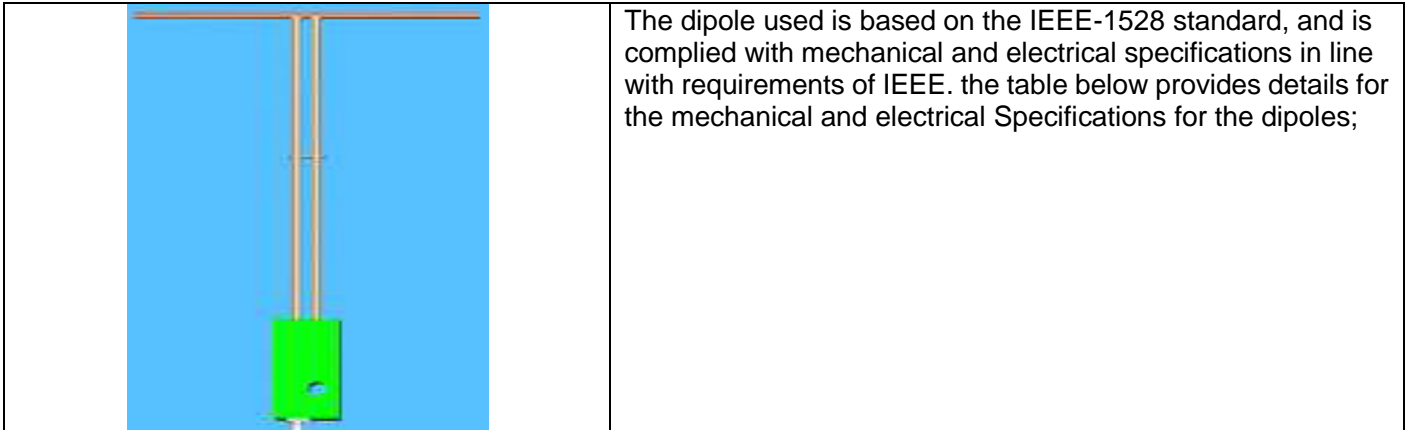 The dipole used is based on the IEEE-1528 standard, and is
complied with mechanical and electrical specifications in line
with requirements of IEEE. the table below provides details for
the mechanical and electrical Specifications for the dipoles;